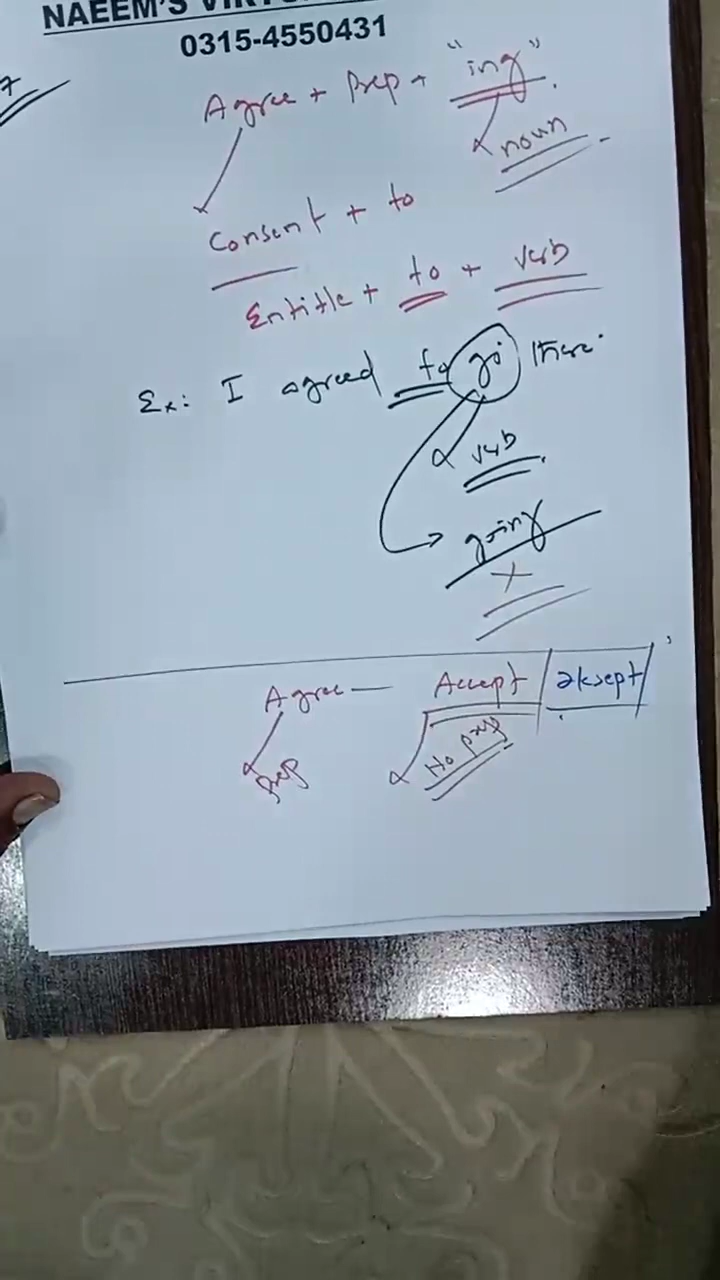 NAEEM'S
0315-4550431
7
Agree + Prep + "ing"
noun
Consent + to
Entitle + to + verb
Ex: I agreed to go there.
verb
going
×
Agree — Accept / əksept /
prep No prep